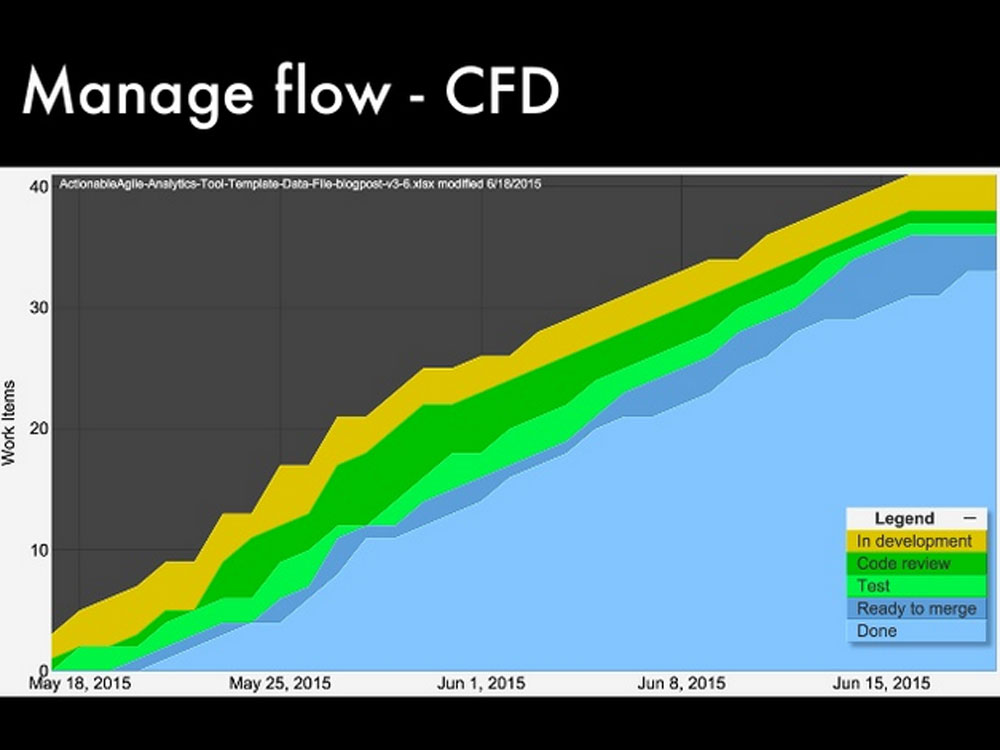 Manage flow - CFD
ActionableAgile-Analytics-Tool-Template-Data-File-blogpost-v3-6.xlsx modified 6/18/2015
40
30
20
10
0
Work Items
May 18, 2015
May 25, 2015
Jun 1, 2015
Jun 8, 2015
Jun 15, 2015
Legend —
In development
Code review
Test
Ready to merge
Done